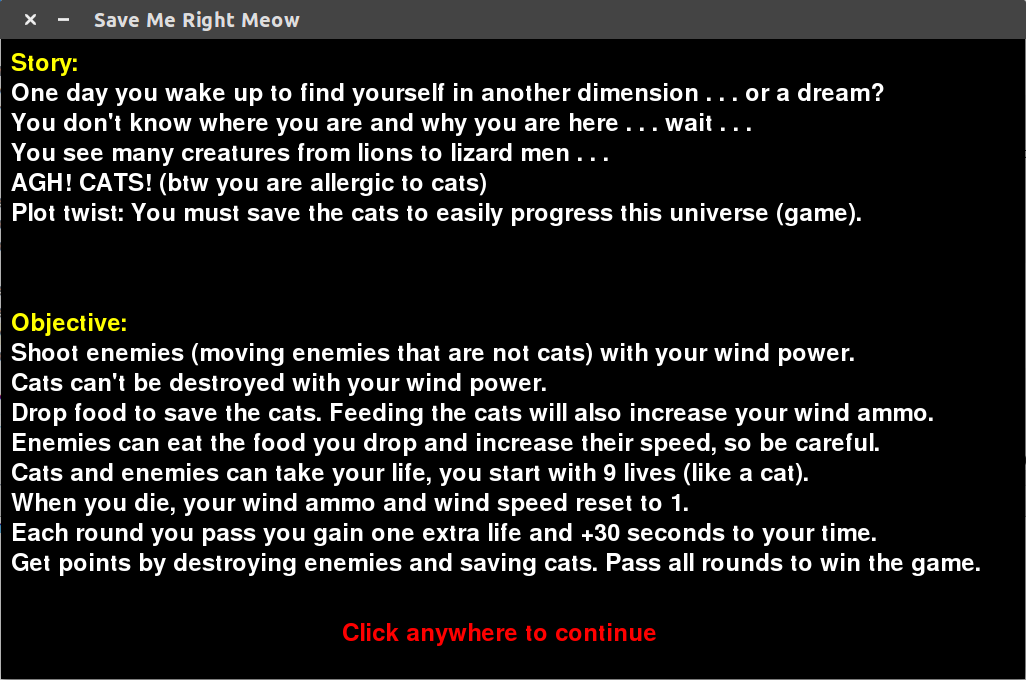 Save Me Right Meow
Story:
One day you wake up to find yourself in another dimension . . . or a dream?
You don't know where you are and why you are here . . . wait . . .
You see many creatures from lions to lizard men . . .
AGH! CATS! (btw you are allergic to cats)
Plot twist: You must save the cats to easily progress this universe (game).
Objective:
Shoot enemies (moving enemies that are not cats) with your wind power.
Cats can't be destroyed with your wind power.
Drop food to save the cats. Feeding the cats will also increase your wind ammo.
Enemies can eat the food you drop and increase their speed, so be careful.
Cats and enemies can take your life, you start with 9 lives (like a cat).
When you die, your wind ammo and wind speed reset to 1.
Each round you pass you gain one extra life and +30 seconds to your time.
Get points by destroying enemies and saving cats. Pass all rounds to win the game.
Click anywhere to continue